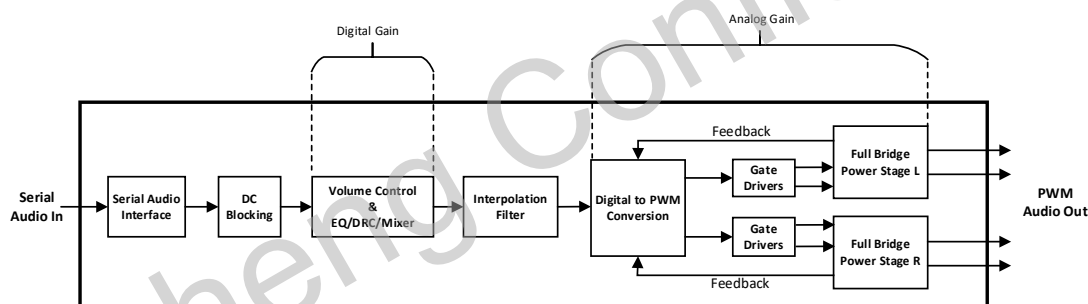 Digital Gain
Analog Gain
Serial
Audio In
Serial Audio
Interface
DC
Blocking
Volume Control
&
EQ/DRC/Mixer
Interpolation
Filter
Digital to PWM
Conversion
Feedback
Gate
Drivers
Full Bridge
Power Stage L
Gate
Drivers
Full Bridge
Power Stage R
Feedback
PWM
Audio Out